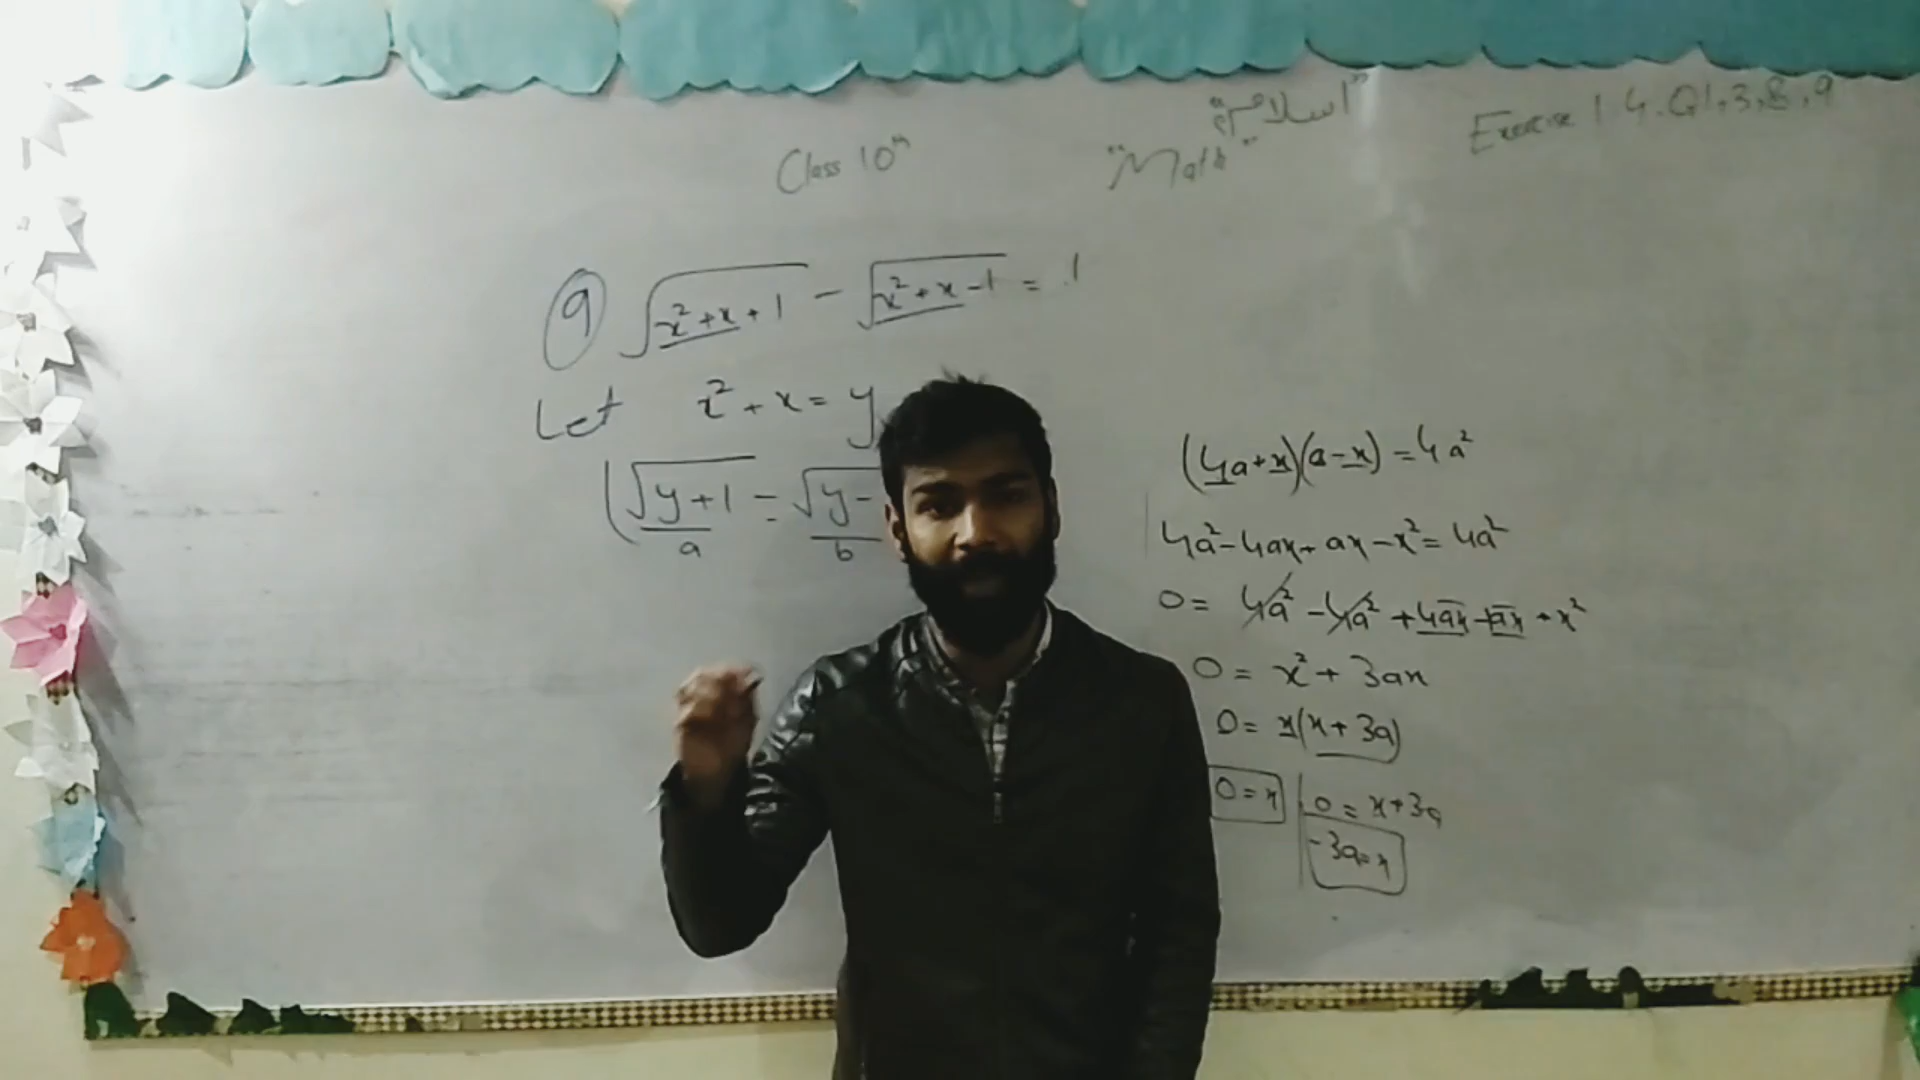 "اسلام"
Class 10th
"Math"
Exercise 1.4. Q1,3,8,9
9 √(x²+x+1) - √(x²+x-1) = 1
Let x²+x=y
(√y+1 = √y-
a b
(4a+x)(a-x)=4a²
4a²-4ax+ax-x²=4a²
0= 4a²-4a²+4ax-ax+x²
0= x²+3ax
0= x(x+3a)
0=x 0=x+3a
-3a=x